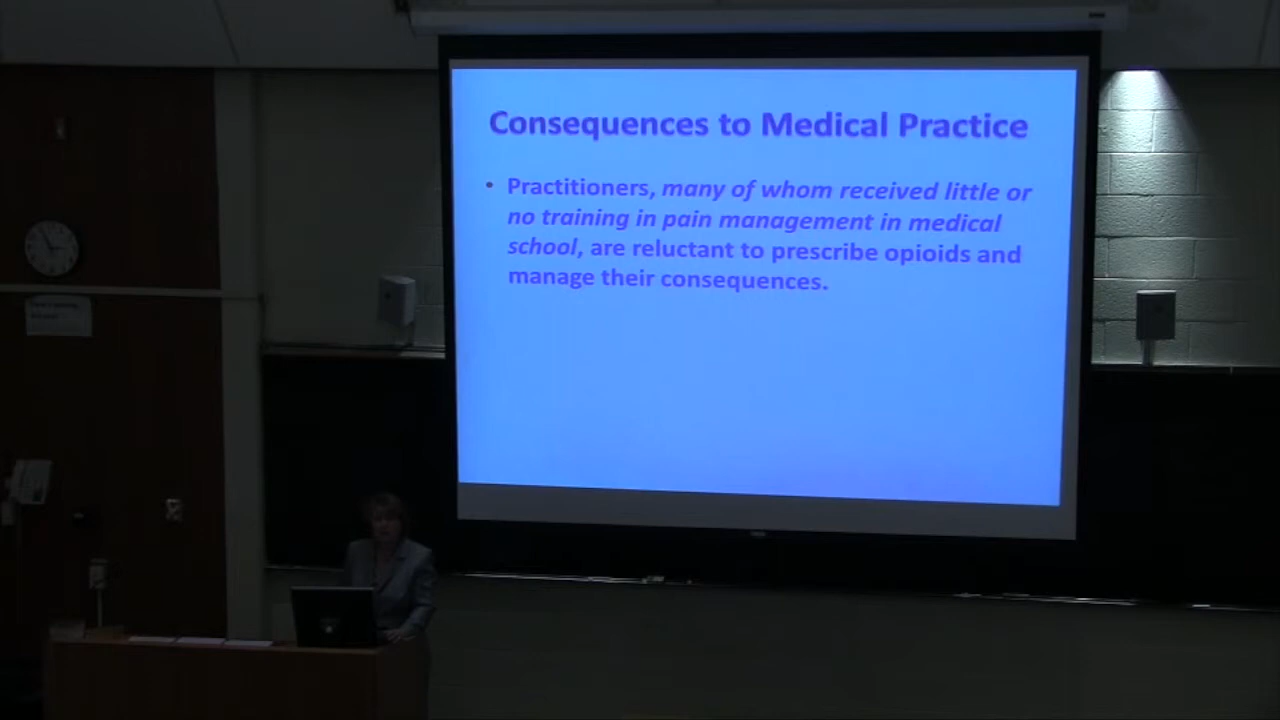 Consequences to Medical Practice
• Practitioners, many of whom received little or
no training in pain management in medical
school, are reluctant to prescribe opioids and
manage their consequences.